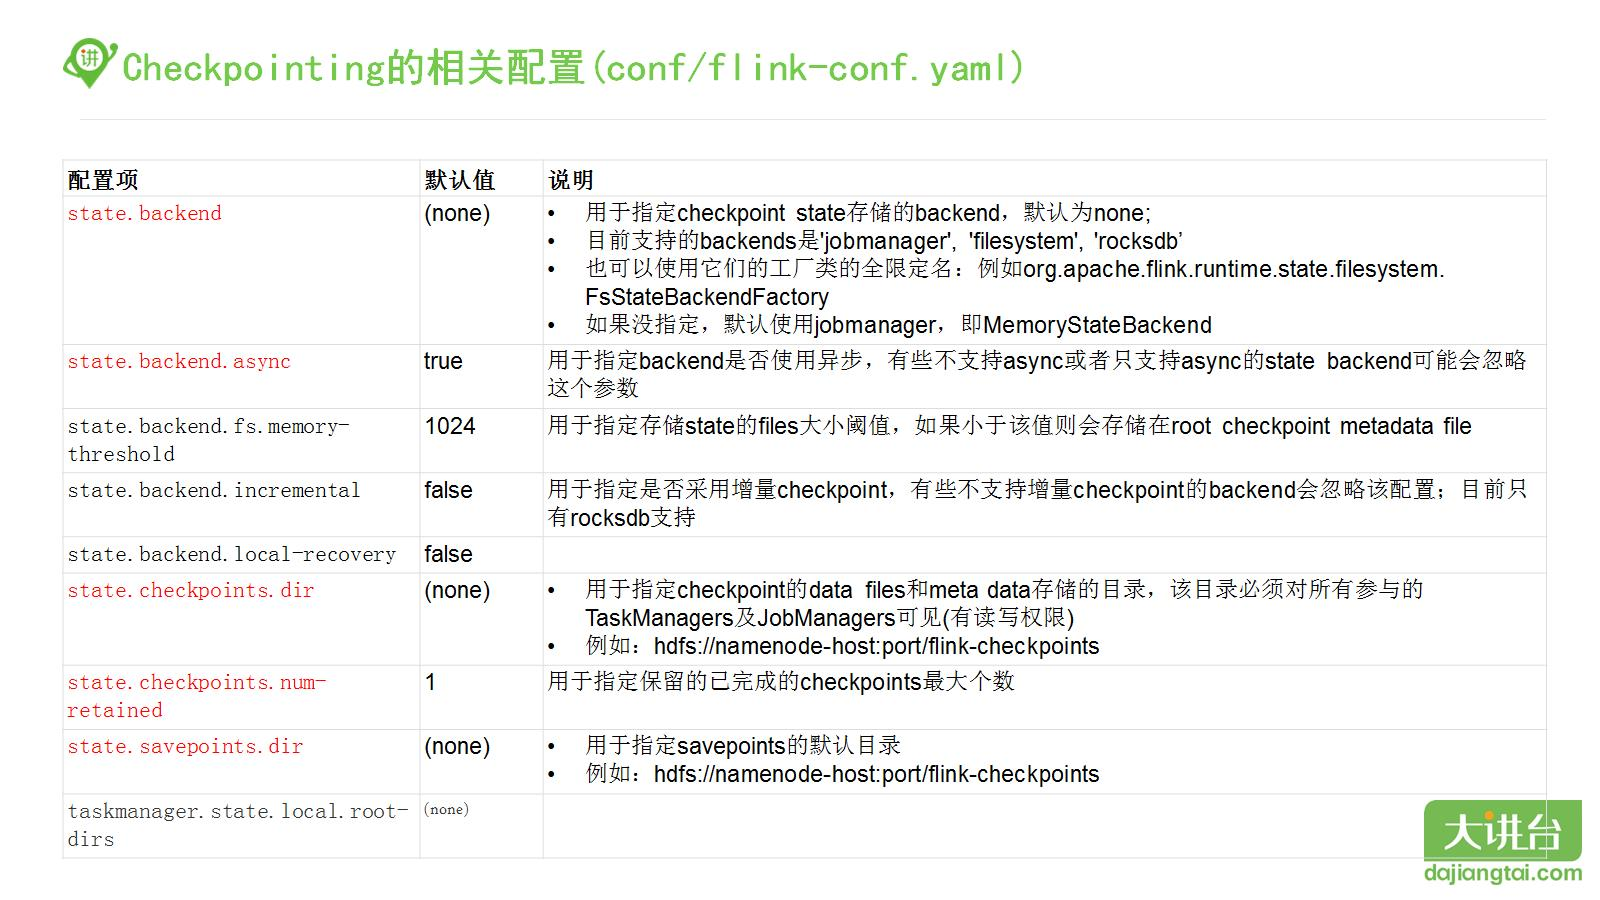 讲
Checkpointing的相关配置(conf/flink-conf.yaml)
配置项 默认值 说明
state.backend (none) • 用于指定checkpoint state存储的backend，默认为none;
• 目前支持的backends是'jobmanager', 'filesystem', 'rocksdb’
• 也可以使用它们的工厂类的全限定名：例如org.apache.flink.runtime.state.filesystem.
FsStateBackendFactory
• 如果没指定，默认使用jobmanager，即MemoryStateBackend
state.backend.async true 用于指定backend是否使用异步，有些不支持async或者只支持async的state backend可能会忽略
这个参数
state.backend.fs.memory- 1024 用于指定存储state的files大小阈值，如果小于该值则会存储在root checkpoint metadata file
threshold
state.backend.incremental false 用于指定是否采用增量checkpoint，有些不支持增量checkpoint的backend会忽略该配置；目前只
有rocksdb支持
state.backend.local-recovery false
state.checkpoints.dir (none) • 用于指定checkpoint的data files和meta data存储的目录，该目录必须对所有参与的
TaskManagers及JobManagers可见(有读写权限)
• 例如：hdfs://namenode-host:port/flink-checkpoints
state.checkpoints.num- 1 用于指定保留的已完成的checkpoints最大个数
retained
state.savepoints.dir (none) • 用于指定savepoints的默认目录
• 例如：hdfs://namenode-host:port/flink-checkpoints
taskmanager.state.local.root- (none)
dirs
大讲台
dajiangtai.com